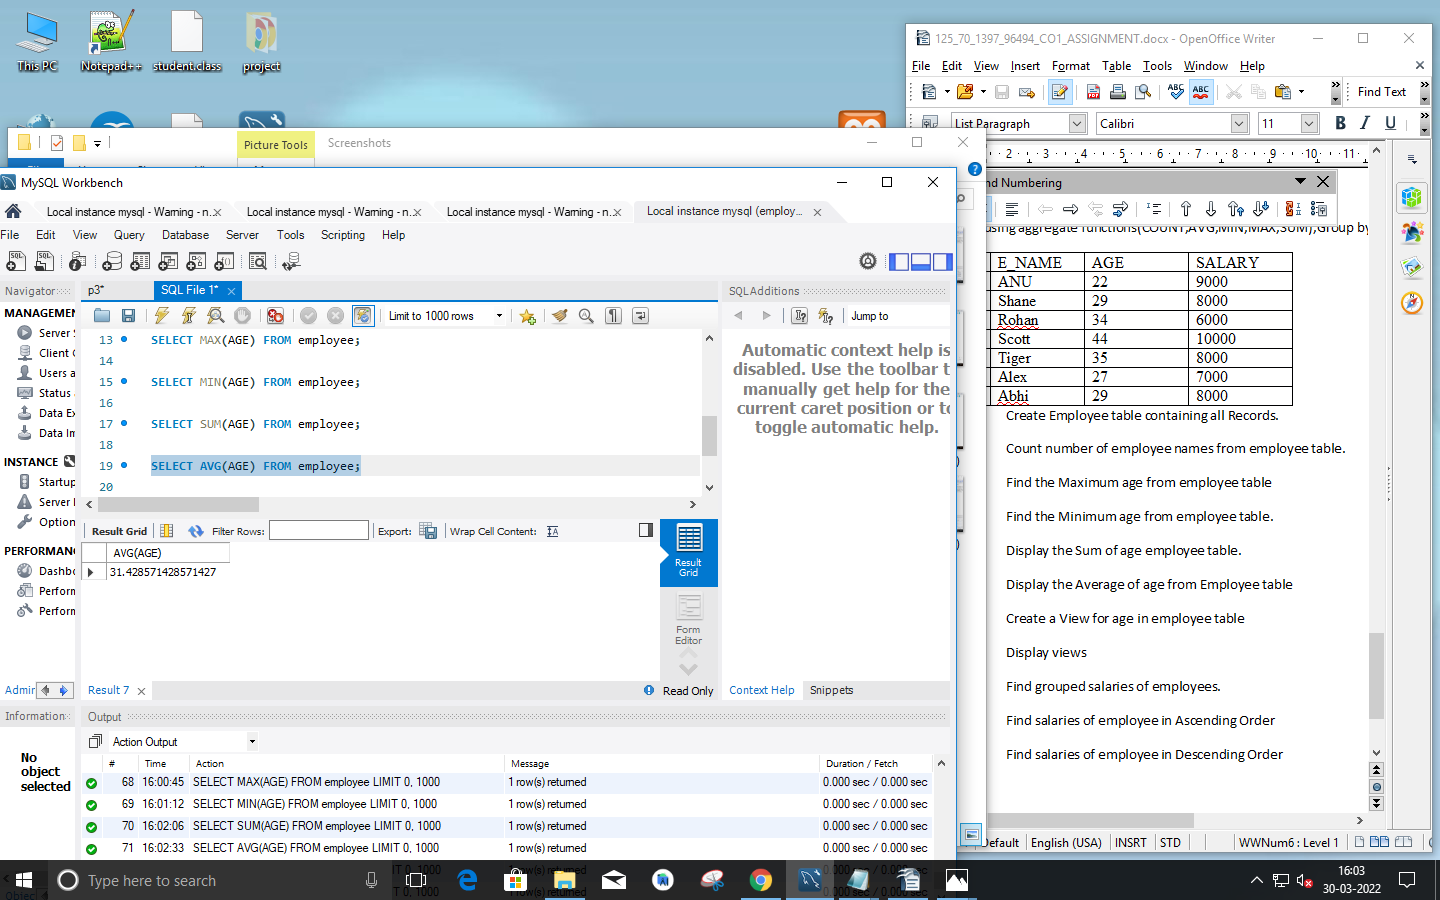 This PC
Notepad++
student.class
project
Picture Tools
Screenshots
MySQL Workbench
Local instance mysql - Warning - n...
Local instance mysql - Warning - n...
Local instance mysql - Warning - n...
Local instance mysql (employ...
File Edit View Query Database Server Tools Scripting Help
Navigator
MANAGEMEN
Server S
Client C
Users a
Status
Data Ex
Data Im
INSTANCE
Startup
Server
Option
PERFORMANC
Dashbo
Perform
Perform
Admir
Information
No
object
selected
p3*
SQL File 1*
Limit to 1000 rows
13 SELECT MAX(AGE) FROM employee;
14
15 SELECT MIN(AGE) FROM employee;
16
17 SELECT SUM(AGE) FROM employee;
18
19 SELECT AVG(AGE) FROM employee;
20
Result Grid
Filter Rows:
Export:
Wrap Cell Content:
AVG(AGE)
31.428571428571427
Result
Grid
Form
Editor
Result 7
Read Only
SQLAdditions
Jump to
Automatic context help is
disabled. Use the toolbar t
manually get help for the
current caret position or to
toggle automatic help.
Context Help
Snippets
Output
Action Output
# Time Action Message Duration / Fetch
68 16:00:45 SELECT MAX(AGE) FROM employee LIMIT 0, 1000 1 row(s) returned 0.000 sec / 0.000 sec
69 16:01:12 SELECT MIN(AGE) FROM employee LIMIT 0, 1000 1 row(s) returned 0.000 sec / 0.000 sec
70 16:02:06 SELECT SUM(AGE) FROM employee LIMIT 0, 1000 1 row(s) returned 0.000 sec / 0.000 sec
71 16:02:33 SELECT AVG(AGE) FROM employee LIMIT 0, 1000 1 row(s) returned 0.000 sec / 0.000 sec
125_70_1397_96494_CO1_ASSIGNMENT.docx - OpenOffice Writer
File Edit View Insert Format Table Tools Window Help
Find Text
List Paragraph
Calibri
11
B I U
2 3 4 5 6 7 8 9 10 11
nd Numbering
using aggregate functions(COUNT,AVG,MIN,MAX,SUM),Group by
E_NAME AGE SALARY
ANU 22 9000
Shane 29 8000
Rohan 34 6000
Scott 44 10000
Tiger 35 8000
Alex 27 7000
Abhi 29 8000
Create Employee table containing all Records.
Count number of employee names from employee table.
Find the Maximum age from employee table
Find the Minimum age from employee table.
Display the Sum of age employee table.
Display the Average of age from Employee table
Create a View for age in employee table
Display views
Find grouped salaries of employees.
Find salaries of employee in Ascending Order
Find salaries of employee in Descending Order
Default English (USA) INSRT STD WWNum6 : Level 1
Type here to search
16:03
30-03-2022